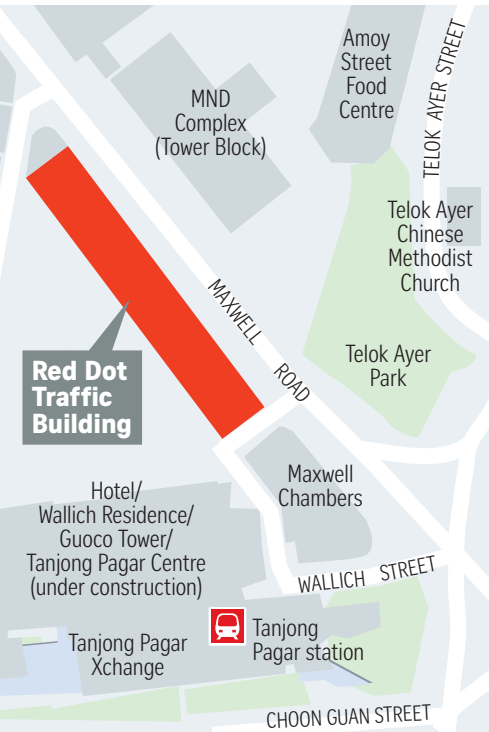 Amoy
Street
Food
Centre
TELOK AYER STREET
MND
Complex
(Tower Block)
Telok Ayer
Chinese
Methodist
Church
MAXWELL ROAD
Telok Ayer
Park
Red Dot
Traffic
Building
Maxwell
Chambers
Hotel/
Wallich Residence/
Guoco Tower/
Tanjong Pagar Centre
(under construction)
WALLICH STREET
Tanjong
Pagar station
Tanjong Pagar
Xchange
CHOON GUAN STREET